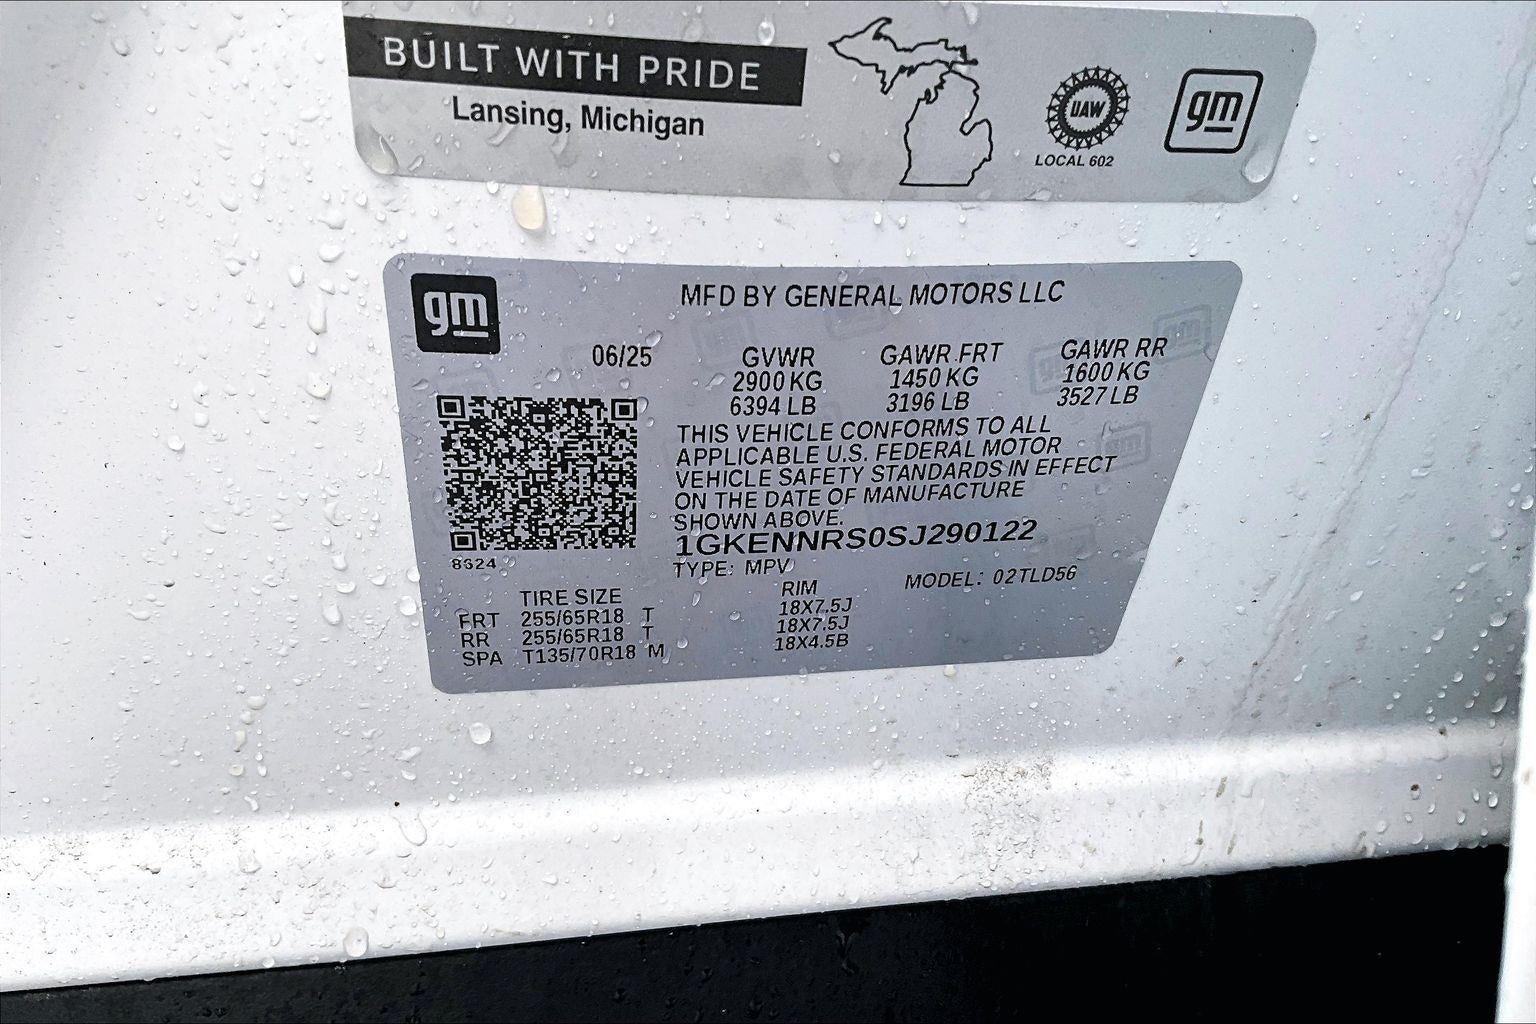 BUILT WITH PRIDE
Lansing, Michigan
UAW
LOCAL 602
gm
gm
MFD BY GENERAL MOTORS LLC
06/25 GVWR GAWR FRT GAWR RR
2900 KG 1450 KG 1600 KG
6394 LB 3196 LB 3527 LB
THIS VEHICLE CONFORMS TO ALL
APPLICABLE U.S. FEDERAL MOTOR
VEHICLE SAFETY STANDARDS IN EFFECT
ON THE DATE OF MANUFACTURE
SHOWN ABOVE.
1GKENNRS0SJ290122
8624
TYPE: MPV MODEL: 02TLD56
TIRE SIZE RIM
FRT 255/65R18 T 18X7.5J
RR 255/65R18 T 18X7.5J
SPA T135/70R18 M 18X4.5B